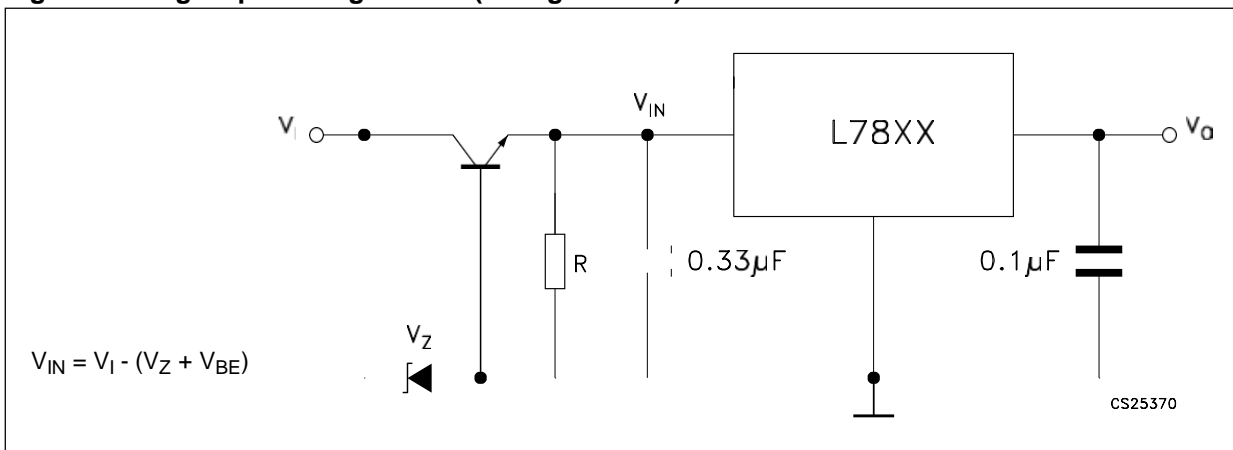 V_IN
V_I
L78XX
V_o
R
0.33µF
0.1µF
V_Z
V_IN = V_I - (V_Z + V_BE)
CS25370